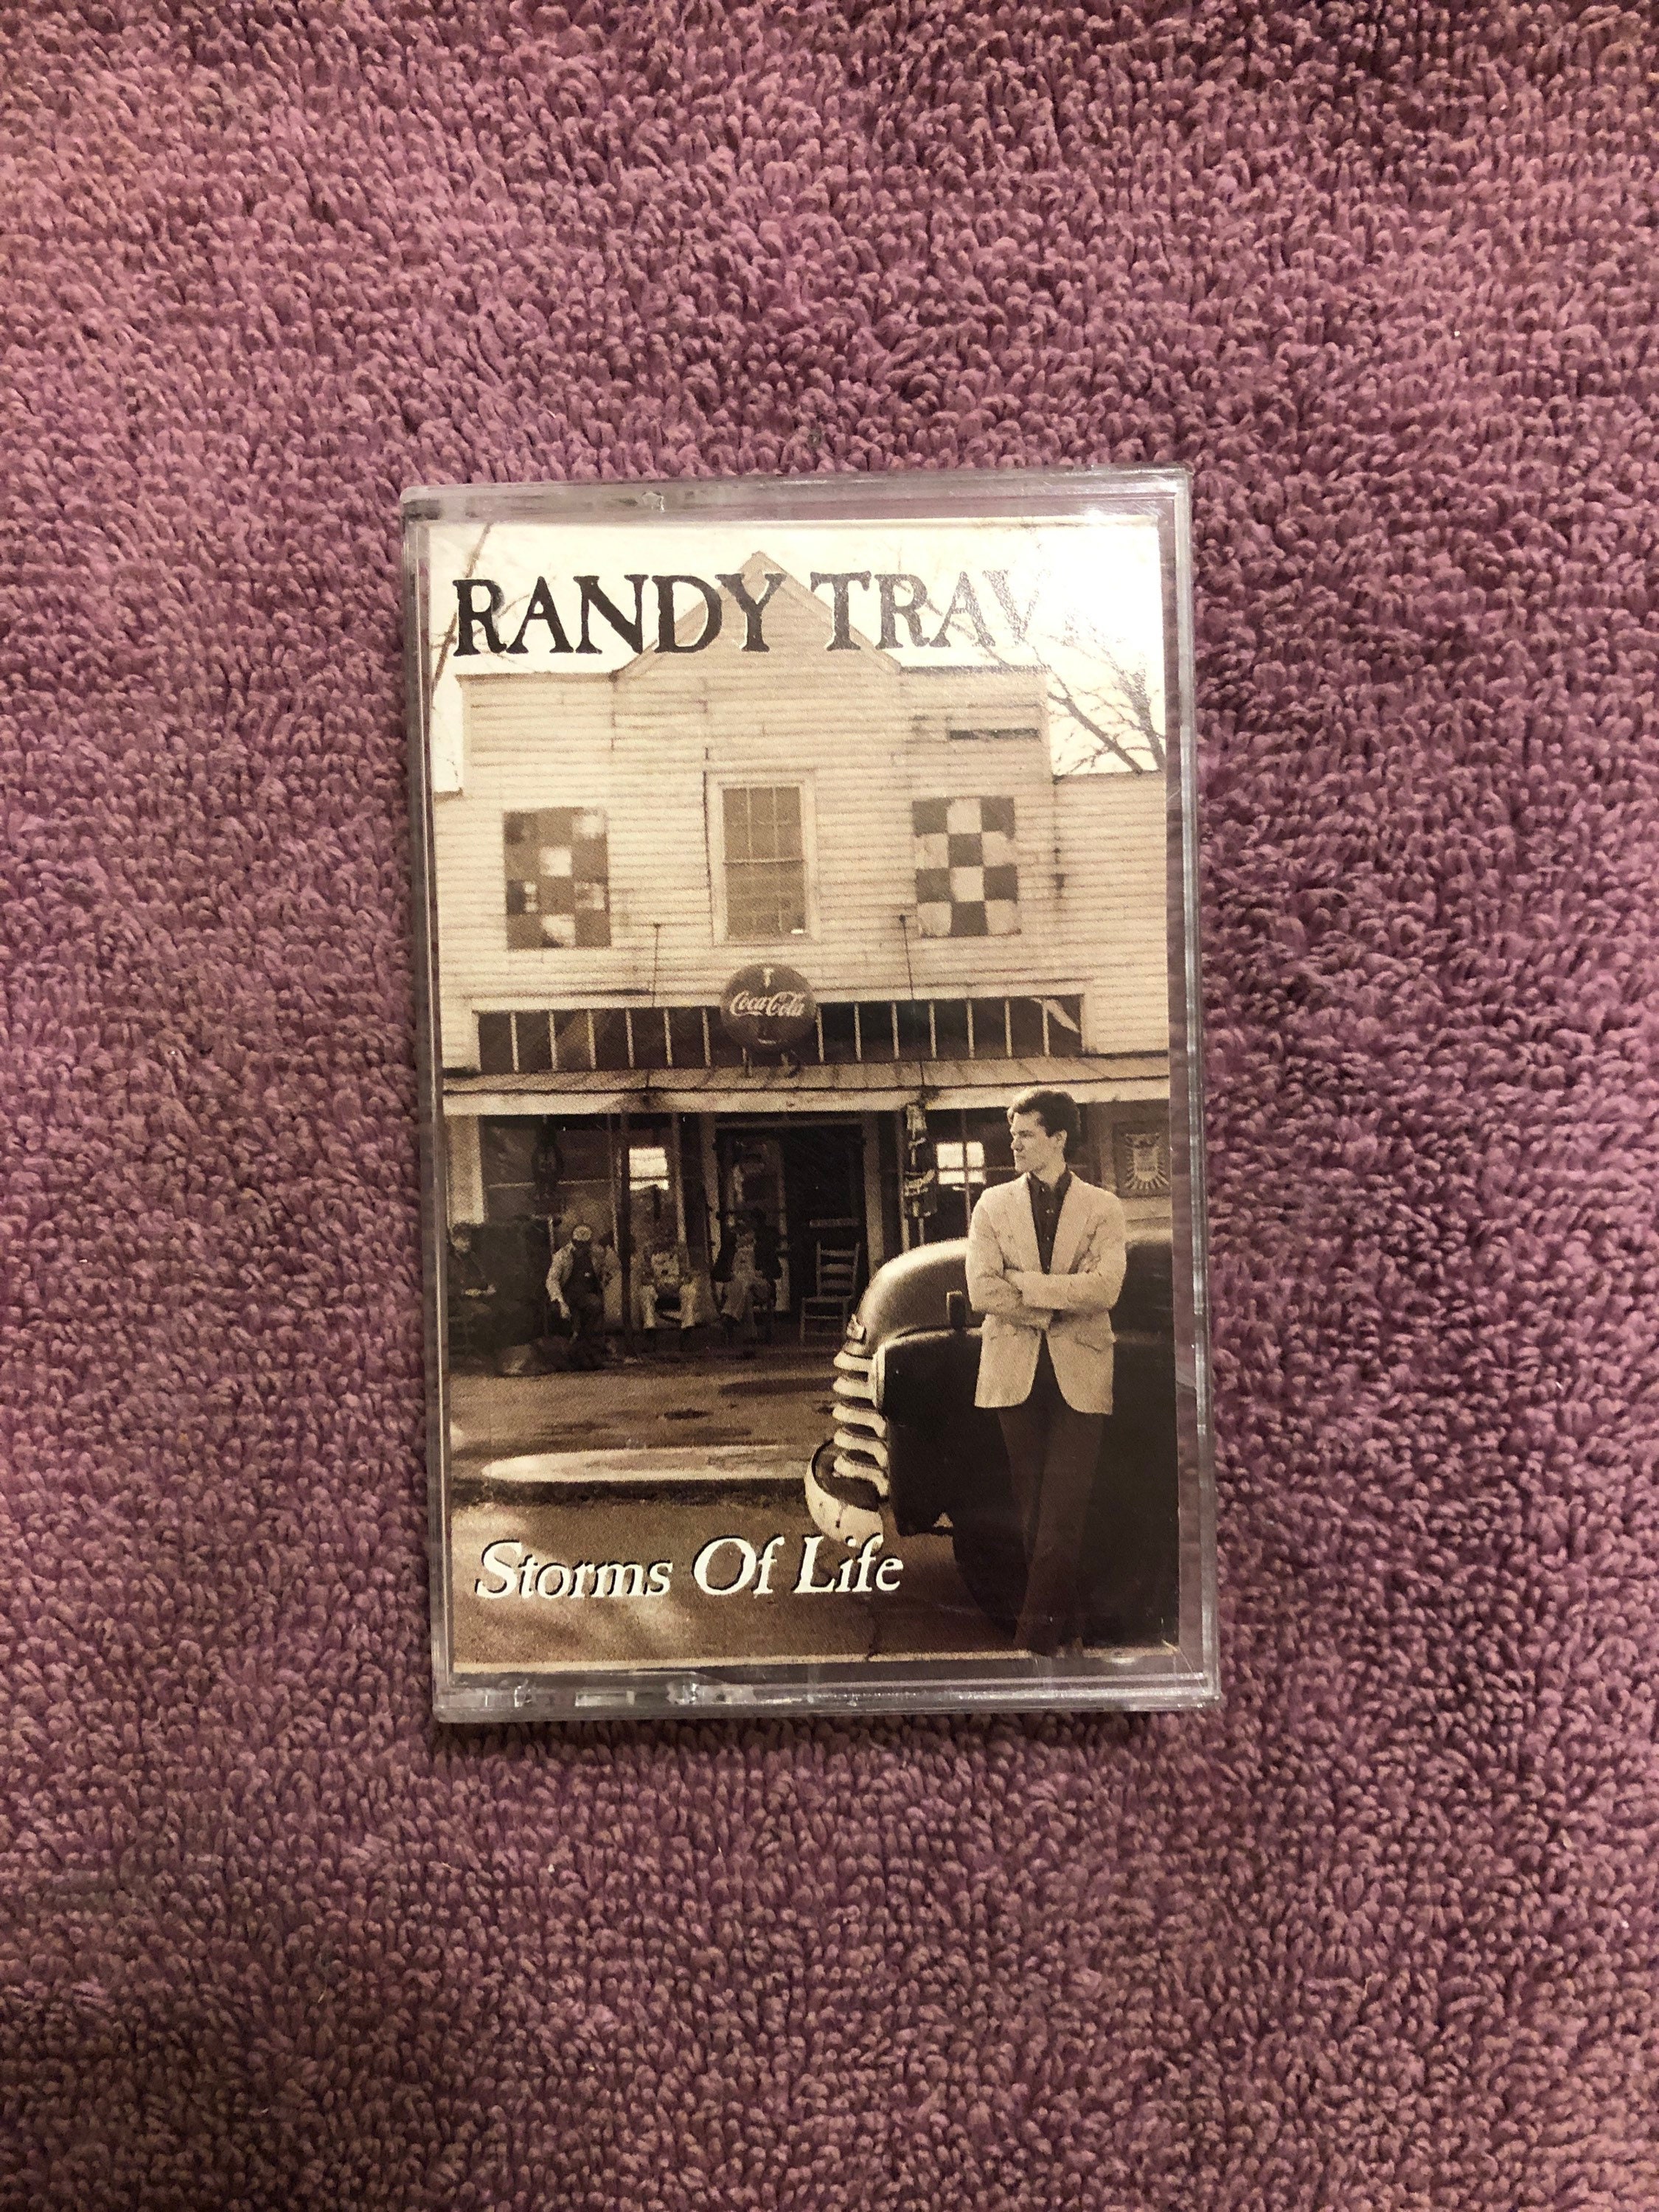 RANDY TRAV
Coca-Cola
Storms Of Life